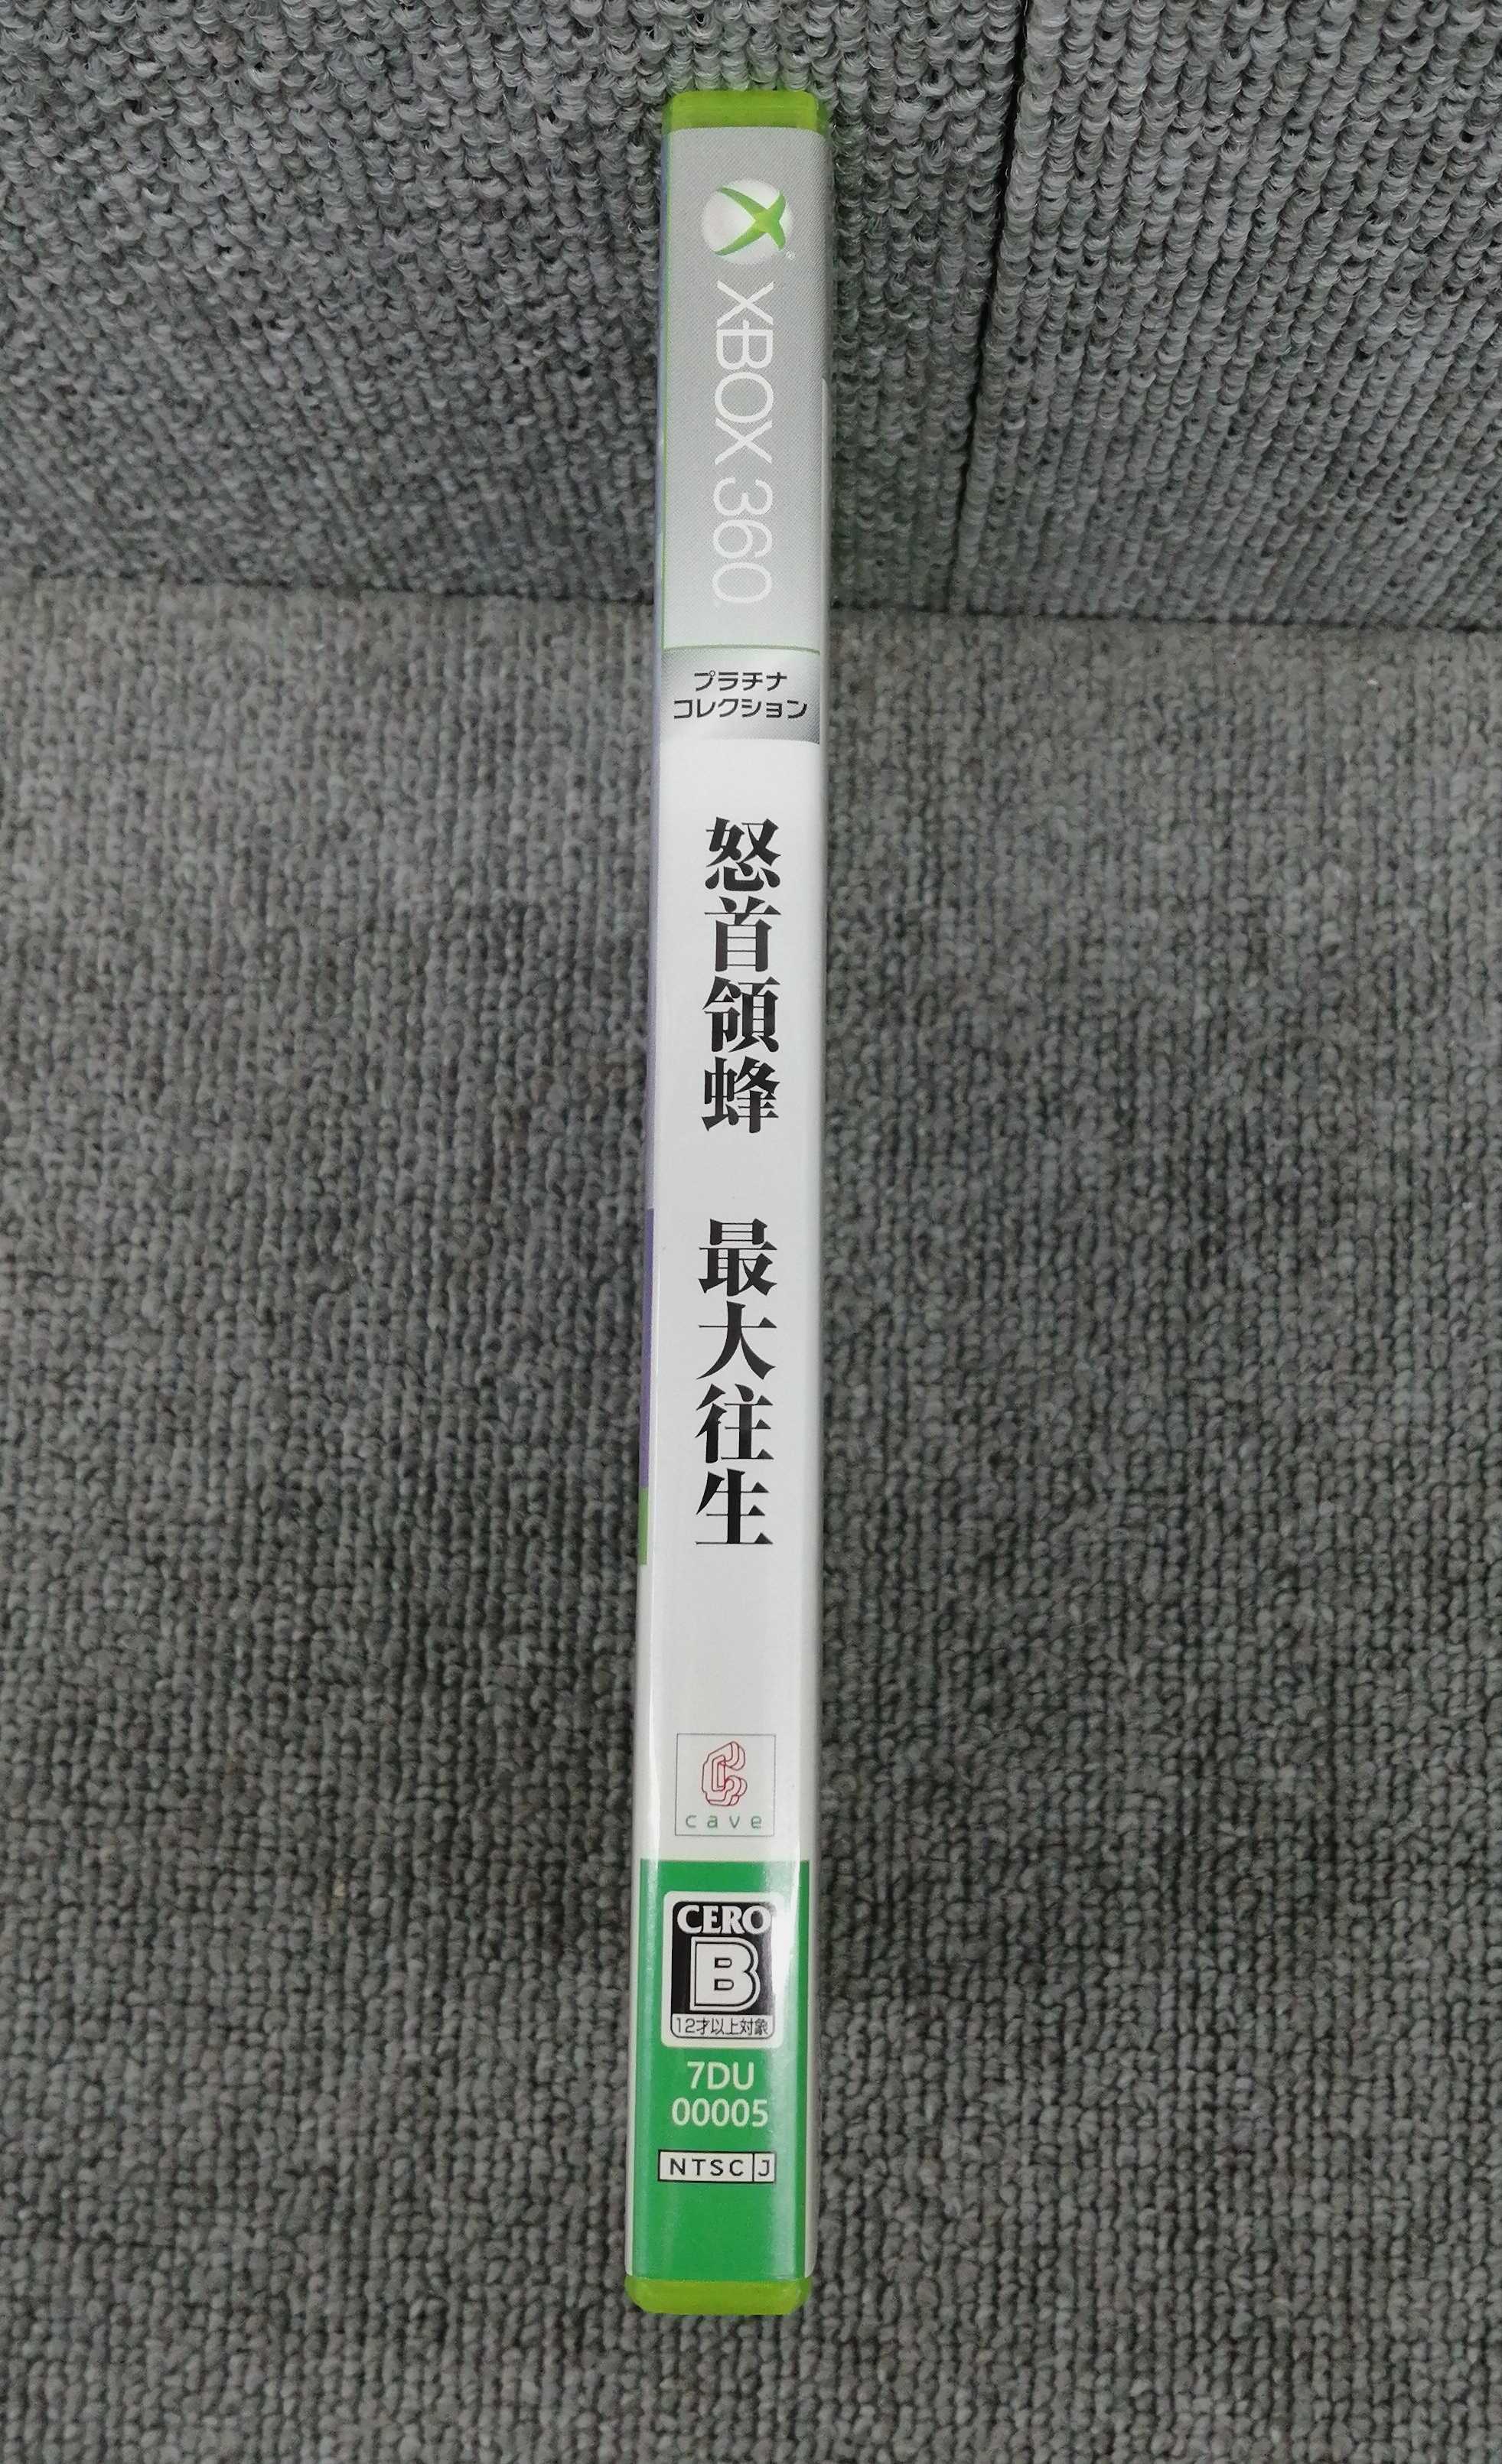 XBOX 360
プラチナ
コレクション
怒首領蜂 最大往生
cave
CERO
B
12才以上対象
7DU
00005
NTSC J